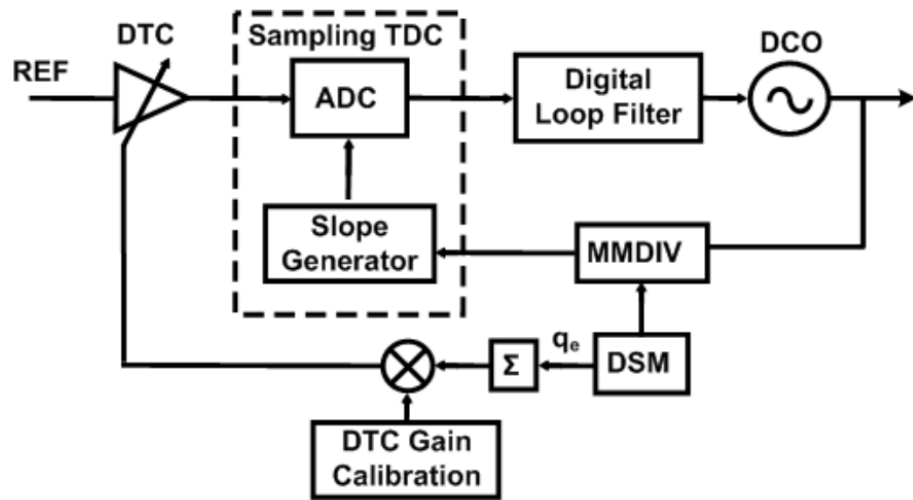 DTC
Sampling TDC
DCO
REF
ADC
Digital
Loop Filter
Slope
Generator
MMDIV
qe
Σ
DSM
DTC Gain
Calibration